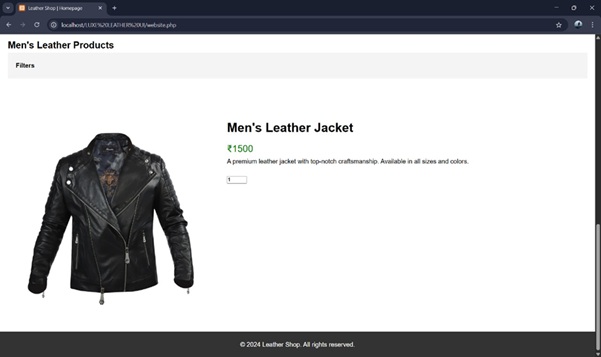 Leather Shop | Homepage
localhost/LUXE%20LEATHER%20UI/website.php
Men's Leather Products
Filters
Men's Leather Jacket
₹1500
A premium leather jacket with top-notch craftsmanship. Available in all sizes and colors.
1
© 2024 Leather Shop. All rights reserved.